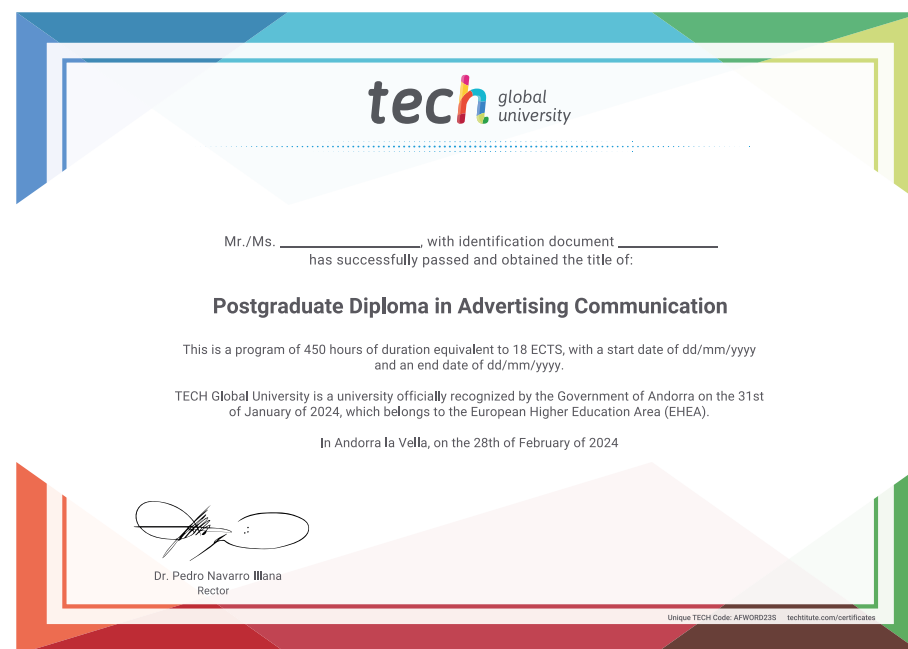 tech global university
Mr./Ms. ____________________, with identification document ______________
has successfully passed and obtained the title of:
Postgraduate Diploma in Advertising Communication
This is a program of 450 hours of duration equivalent to 18 ECTS, with a start date of dd/mm/yyyy
and an end date of dd/mm/yyyy.
TECH Global University is a university officially recognized by the Government of Andorra on the 31st
of January of 2024, which belongs to the European Higher Education Area (EHEA).
In Andorra la Vella, on the 28th of February of 2024
Dr. Pedro Navarro Illana
Rector
Unique TECH Code: AFWORD23S techtitute.com/certificates